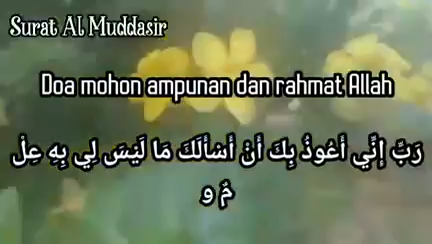 Surat Al Muddasir
Doa mohon ampunan dan rahmat Allah
رَبِّ إِنِّي أَعُوذُ بِكَ أَنْ أَسْأَلَكَ مَا لَيْسَ لِي بِهِ عِلْ
مٌ و